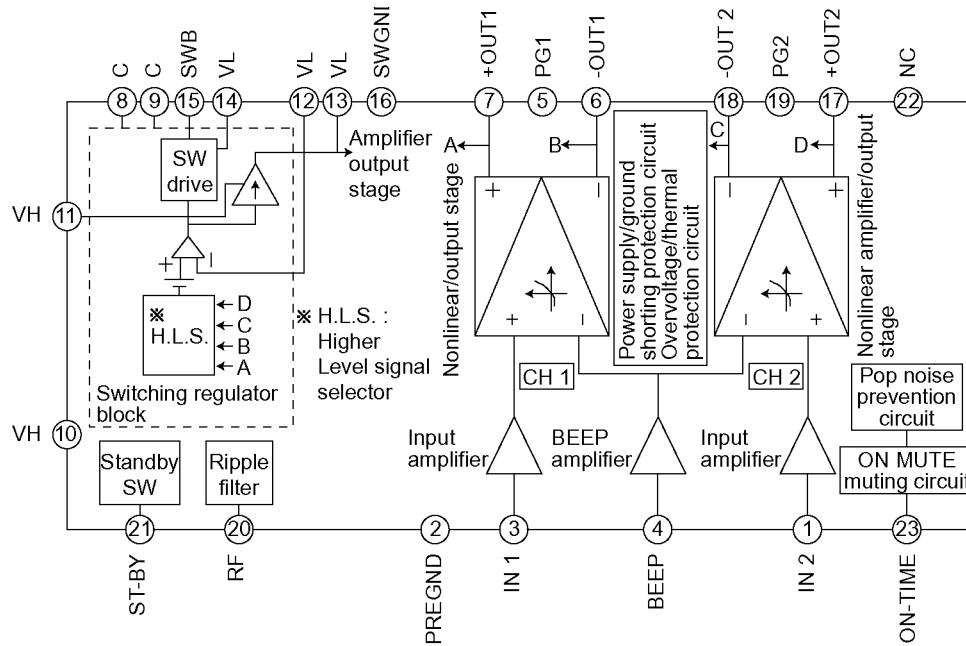 C
C
SWB
VL
VL
VL
SWGNI
+OUT1
PG1
-OUT1
-OUT 2
PG2
+OUT2
NC
8
9
15
14
12
13
16
7
5
6
18
19
17
22
SW
drive
Amplifier
output
stage
A
B
C
D
VH
11
+
−
※
H.L.S.
D
C
B
A
Switching regulator
block
※ H.L.S. :
Higher
Level signal
selector
Nonlinear/output stage
+
−
+
−
Power supply/ground
shorting protection circuit
Overvoltage/thermal
protection circuit
−
+
−
+
Nonlinear amplifier/output
stage
CH 1
CH 2
Pop noise
prevention
circuit
VH
10
Standby
SW
Ripple
filter
Input
amplifier
BEEP
amplifier
Input
amplifier
ON MUTE
muting circuit
21
20
2
3
4
1
23
ST-BY
RF
PREGND
IN 1
BEEP
IN 2
ON-TIME